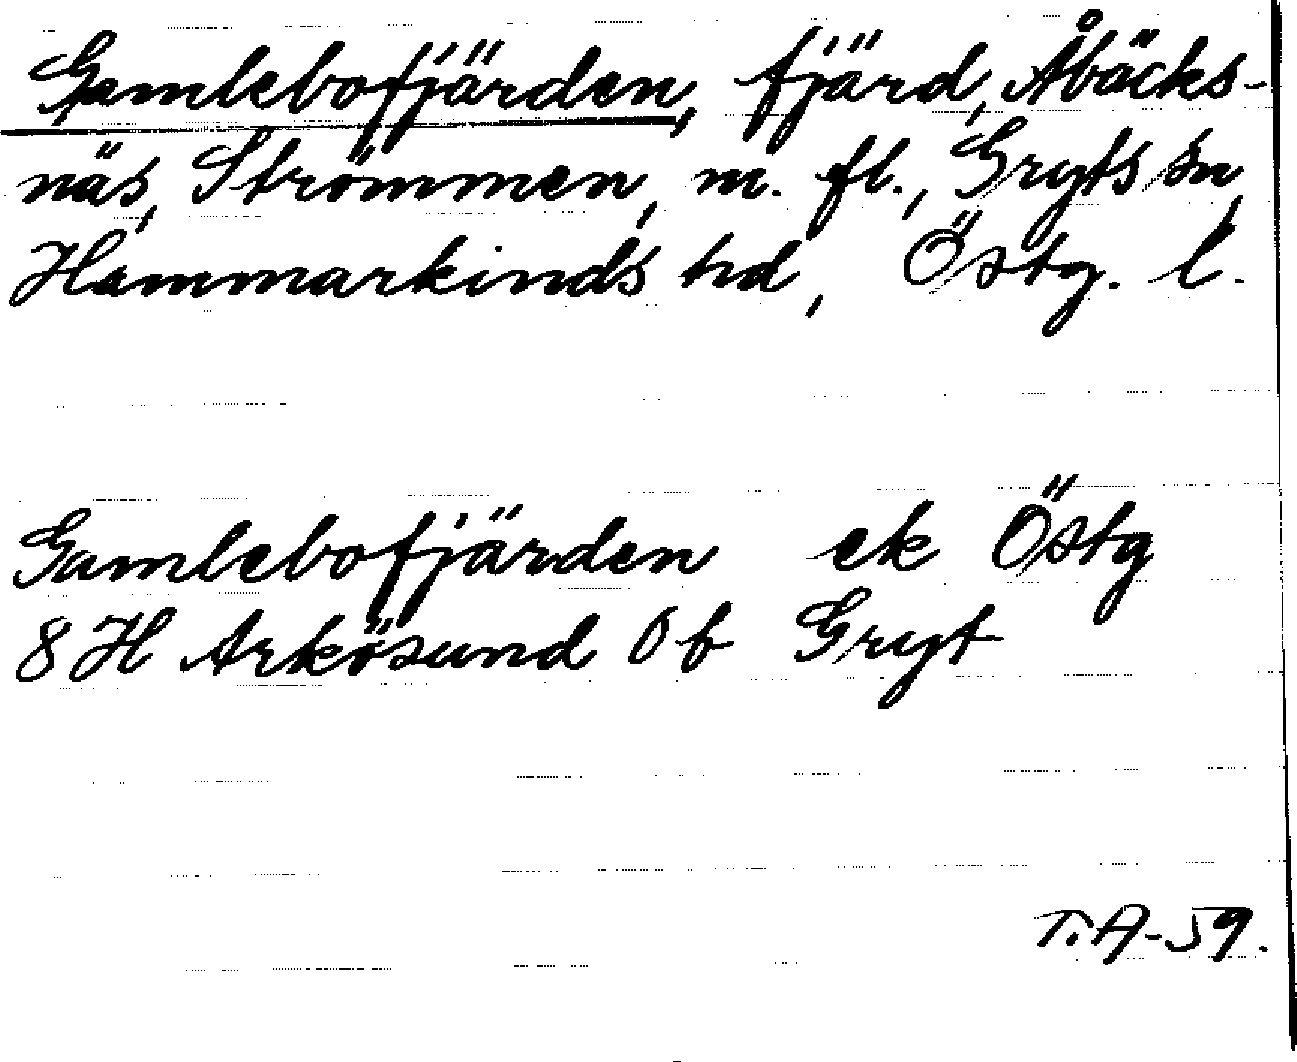 Gamlebofjärden, fjärd, Åbäcks-
näs, Strömmen, m. fl., Gryts sn
Hammarkinds hd, Östg. l.
Gamlebofjärden ek Östg
8 H Arkösund 0 b Gryt
T. A-59.